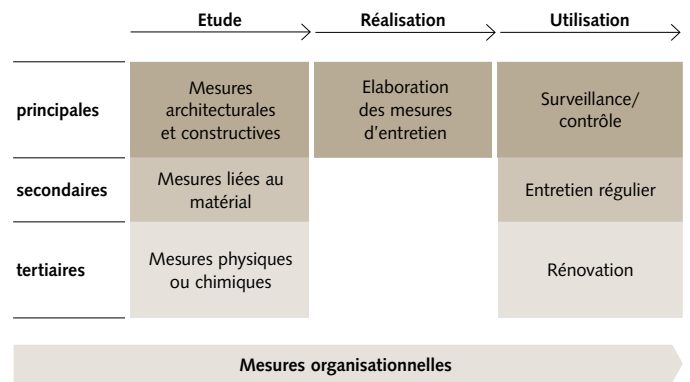 Etude Réalisation Utilisation
principales
Mesures
architecturales
et constructives
Elaboration
des mesures
d'entretien
Surveillance/
contrôle
secondaires
Mesures liées au
matérial
Entretien régulier
tertiaires
Mesures physiques
ou chimiques
Rénovation
Mesures organisationnelles